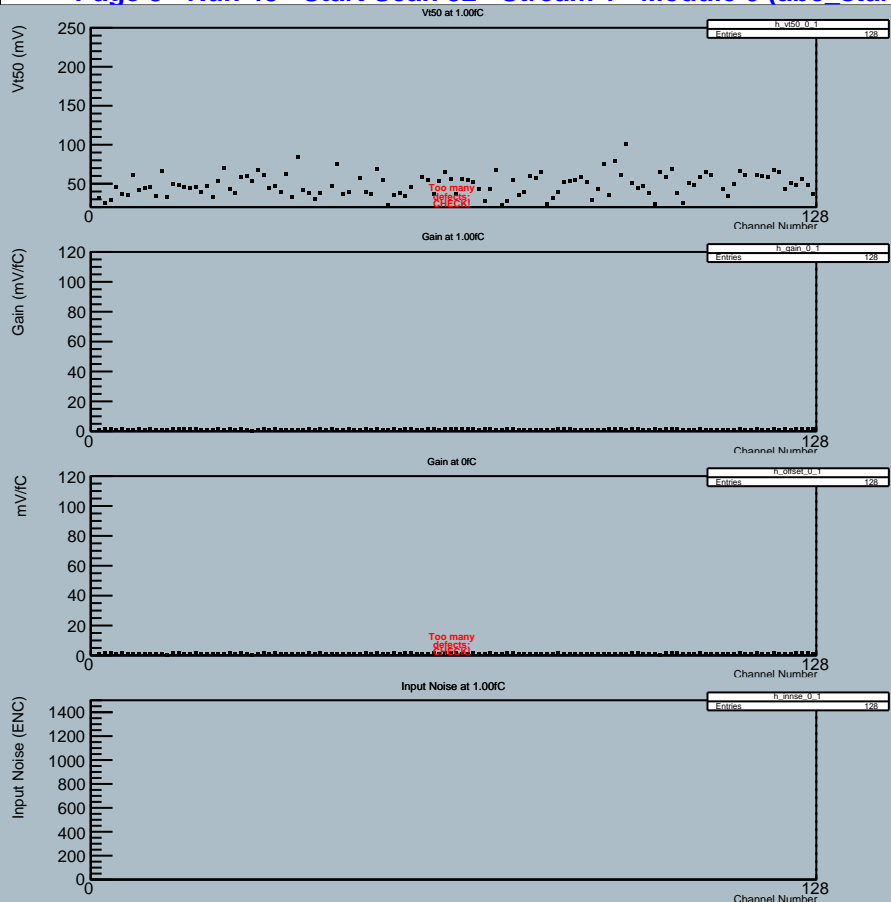 Vt50 at 1.00fC
h_vt50_0_1
Entries 128
Vt50 (mV)
250
200
150
100
50
Too many
defects:
CHECK!
0
128
Channel Number
Gain at 1.00fC
h_gain_0_1
Entries 128
Gain (mV/fC)
120
100
80
60
40
20
0
0
128
Channel Number
Gain at 0fC
h_offset_0_1
Entries 128
mV/fC
120
100
80
60
40
20
0
Too many
defects:
CHECK!
0
128
Channel Number
Input Noise at 1.00fC
h_innse_0_1
Entries 128
Input Noise (ENC)
1400
1200
1000
800
600
400
200
0
0
128
Channel Number